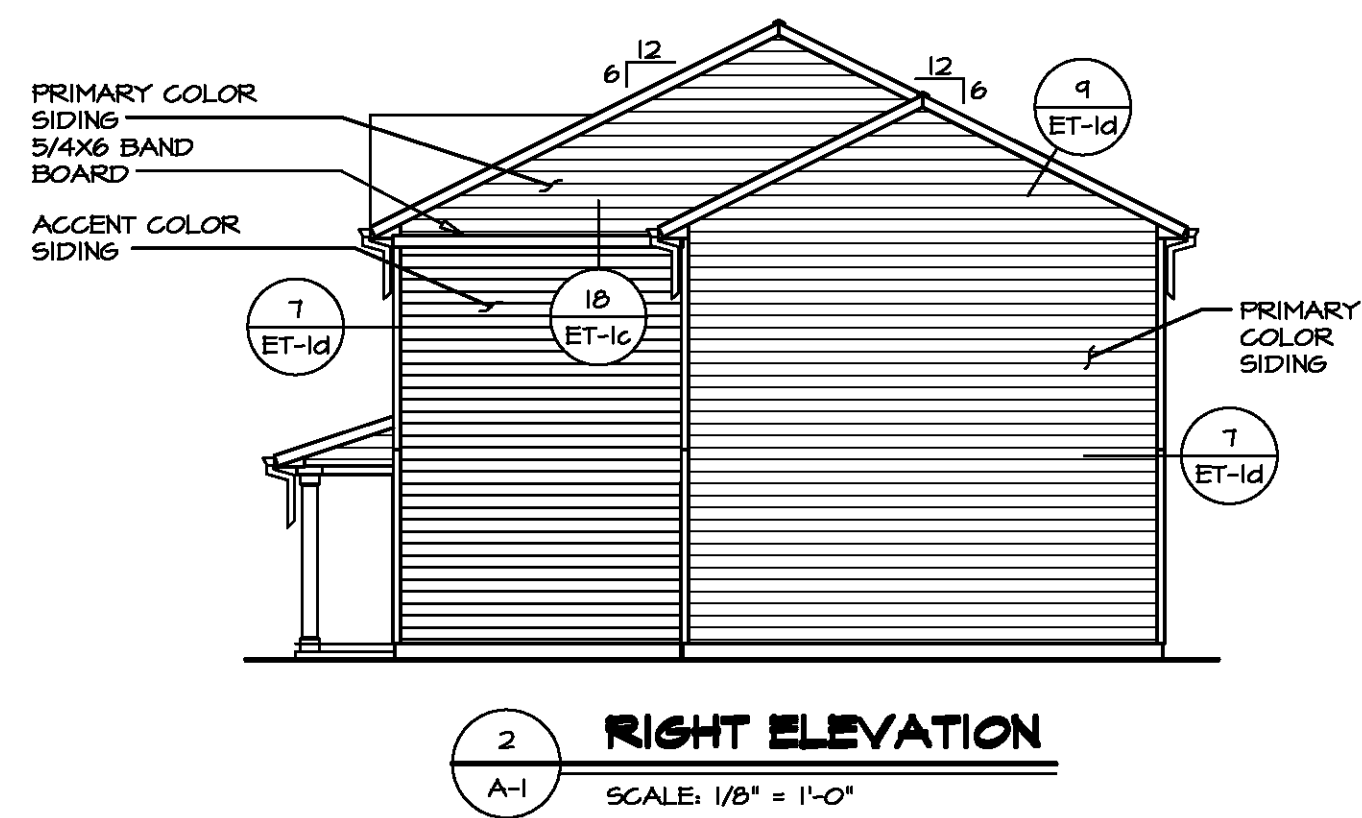 12
6
12
6
9
ET-1d
PRIMARY COLOR
SIDING
5/4X6 BAND
BOARD
ACCENT COLOR
SIDING
7
ET-1d
18
ET-1c
PRIMARY
COLOR
SIDING
7
ET-1d
2
A-1
RIGHT ELEVATION
SCALE: 1/8" = 1'-0"